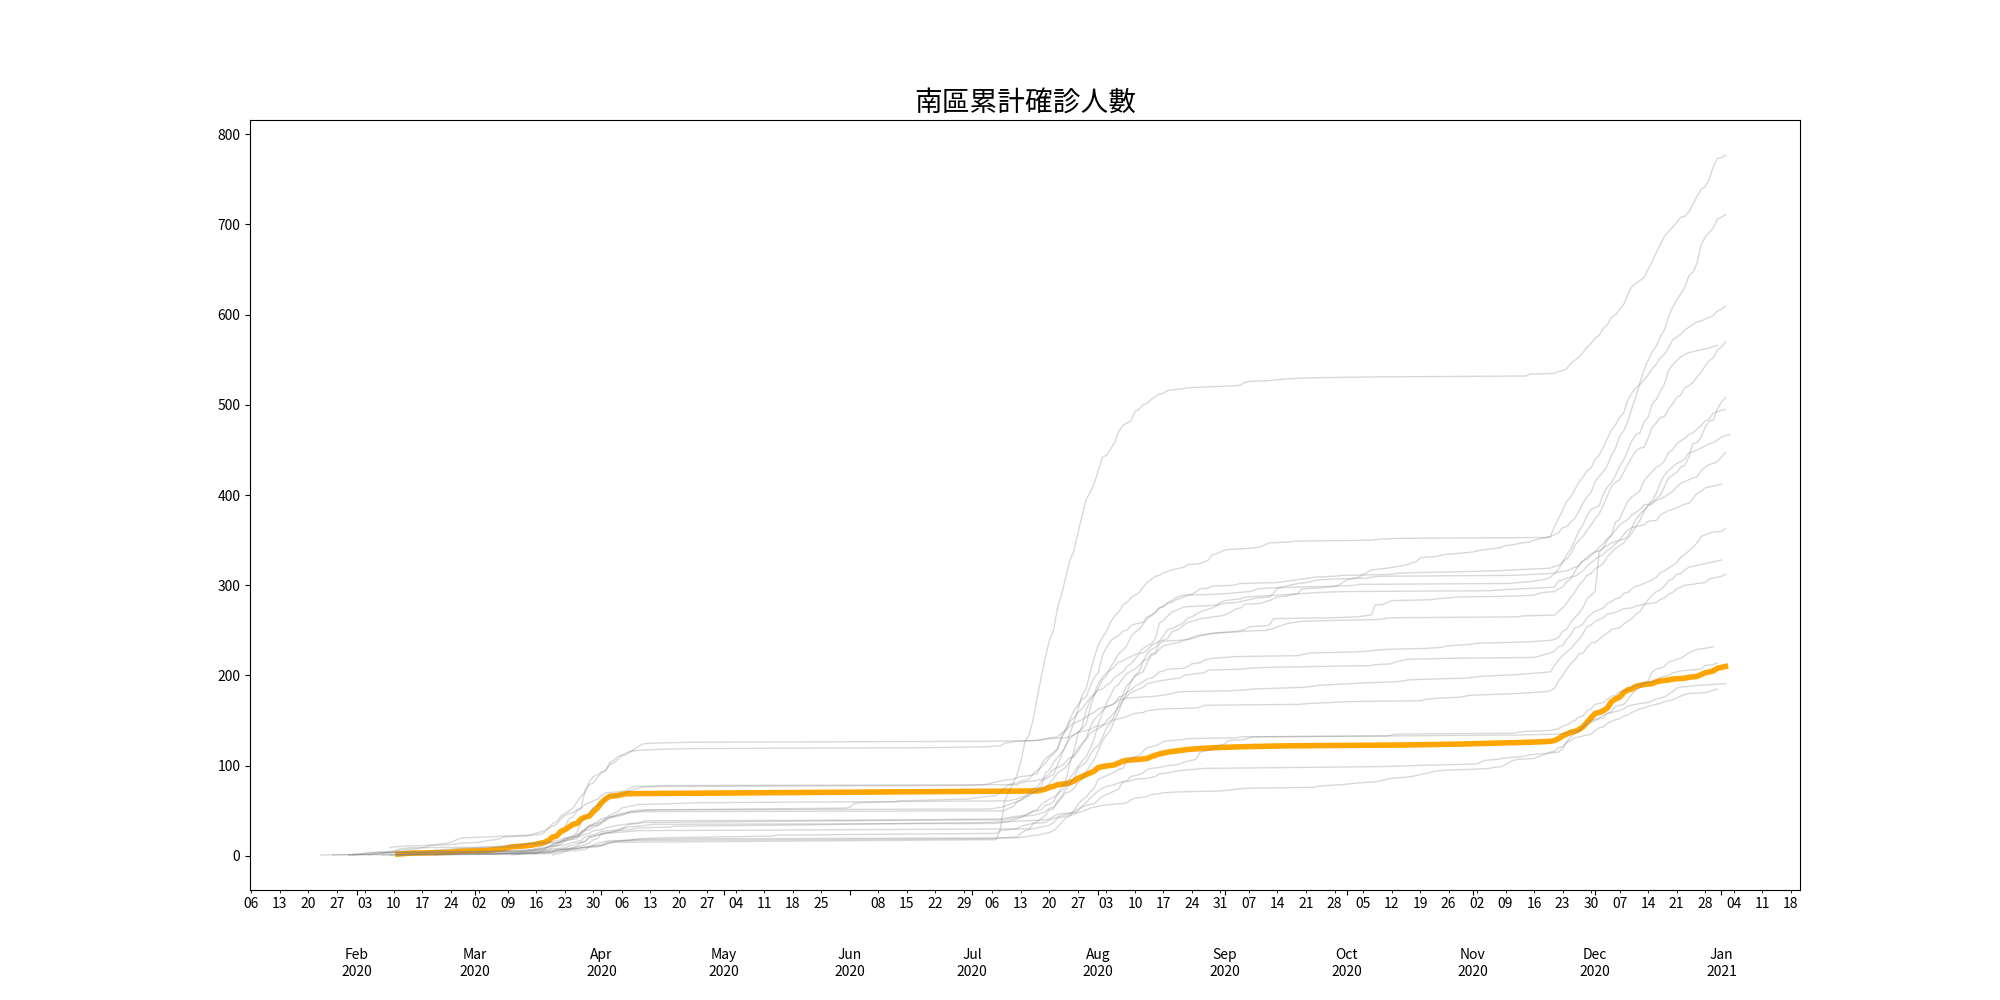 南區累計確診人數
800
700
600
500
400
300
200
100
0
06 13 20 27 03 10 17 24 02 09 16 23 30 06 13 20 27 04 11 18 25 08 15 22 29 06 13 20 27 03 10 17 24 31 07 14 21 28 05 12 19 26 02 09 16 23 30 07 14 21 28 04 11 18
Feb Mar Apr May Jun Jul Aug Sep Oct Nov Dec Jan
2020 2020 2020 2020 2020 2020 2020 2020 2020 2020 2020 2021